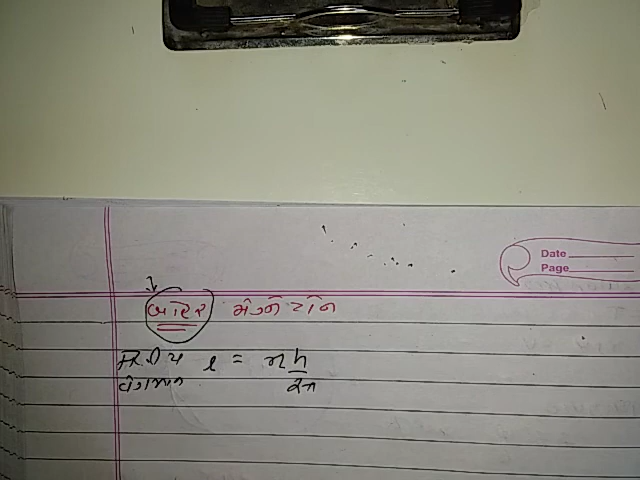 Date
Page
बोहर मैग्नेटॉन
l = nh
2π